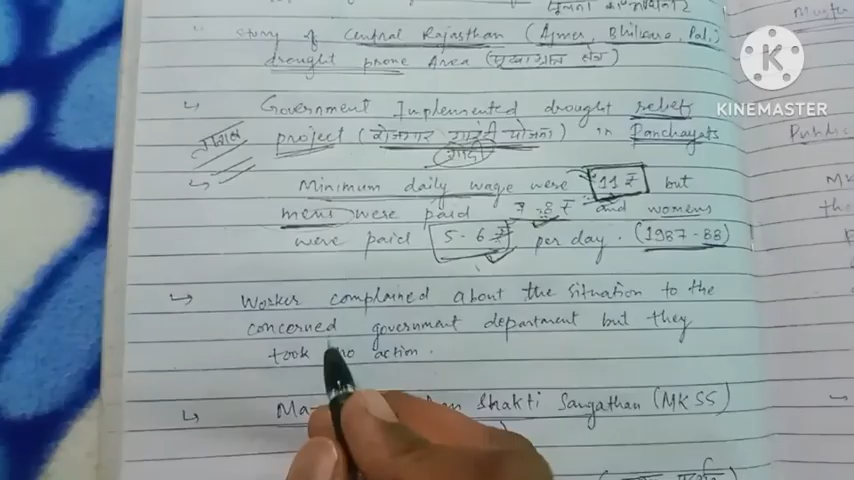 story of Central Rajasthan (Ajmer, Bhilwara, Pali)
drought prone Area (सूखाग्रस्त क्षेत्र)
Government Implemented drought relief
project (रोजगार गारंटी योजना) in Panchayats
Minimum daily wage were 11 ₹ but
mens were paid 7-8 ₹ and womens
were paid 5-6 ₹ per day. (1987-88)
Worker complained about the situation to the
concerned government department but they
took no action.
Shakti Sangathan (MKSS)
K
KINEMASTER
Public
MK